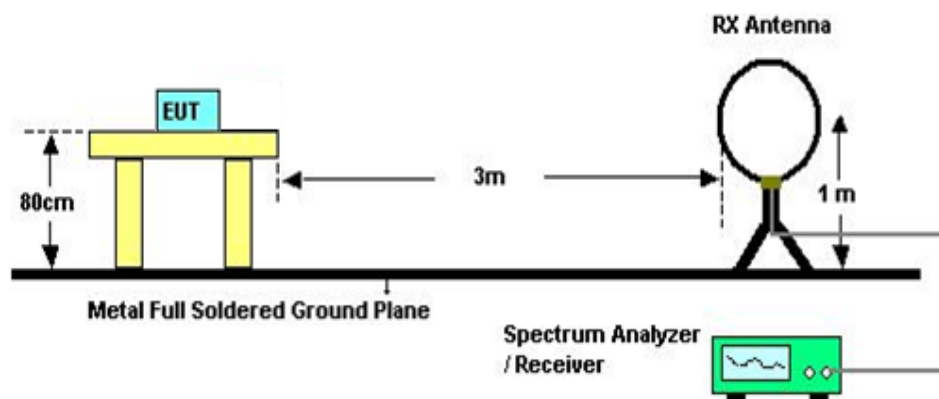 RX Antenna
EUT
80cm
3m
1 m
Metal Full Soldered Ground Plane
Spectrum Analyzer
/ Receiver